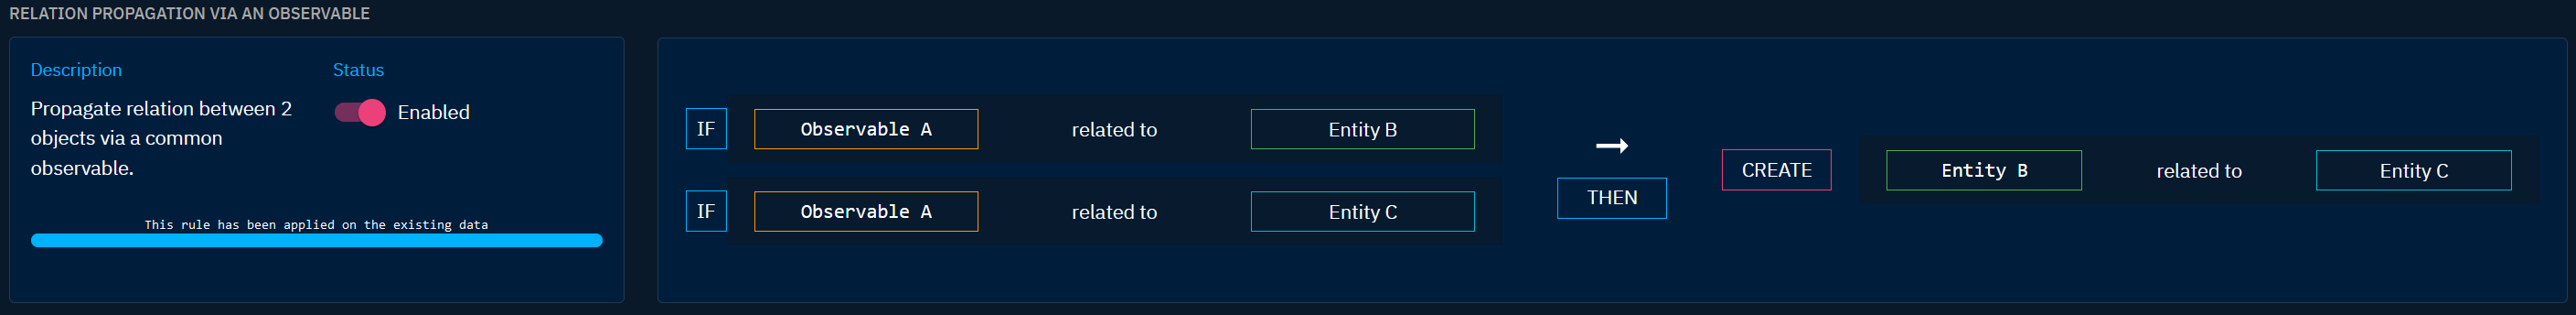 RELATION PROPAGATION VIA AN OBSERVABLE
Description
Status
Propagate relation between 2
objects via a common
observable.
Enabled
This rule has been applied on the existing data
IF Observable A related to Entity B
IF Observable A related to Entity C
THEN
CREATE Entity B related to Entity C